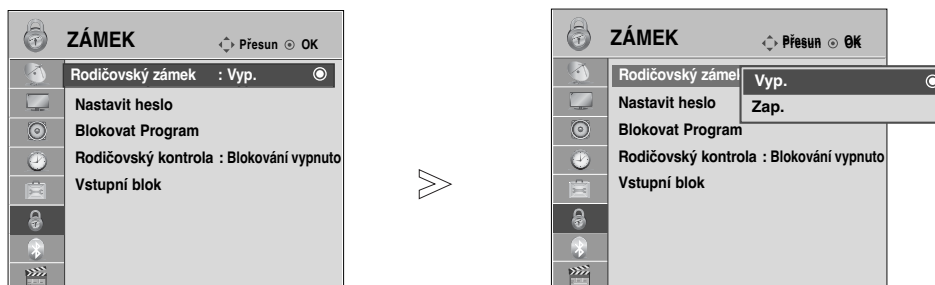 ZÁMEK
Přesun
OK
Rodičovský zámek : Vyp.
Nastavit heslo
Blokovat Program
Rodičovský kontrola : Blokování vypnuto
Vstupní blok
ZÁMEK
Přesun
OK
Rodičovský zámek
Vyp.
Zap.
Nastavit heslo
Blokovat Program
Rodičovský kontrola : Blokování vypnuto
Vstupní blok